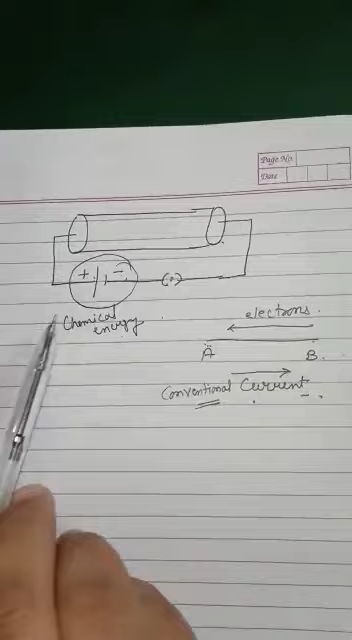 Page No.
Date
+ -
Chemical
energy
electrons.
A B.
Conventional Current